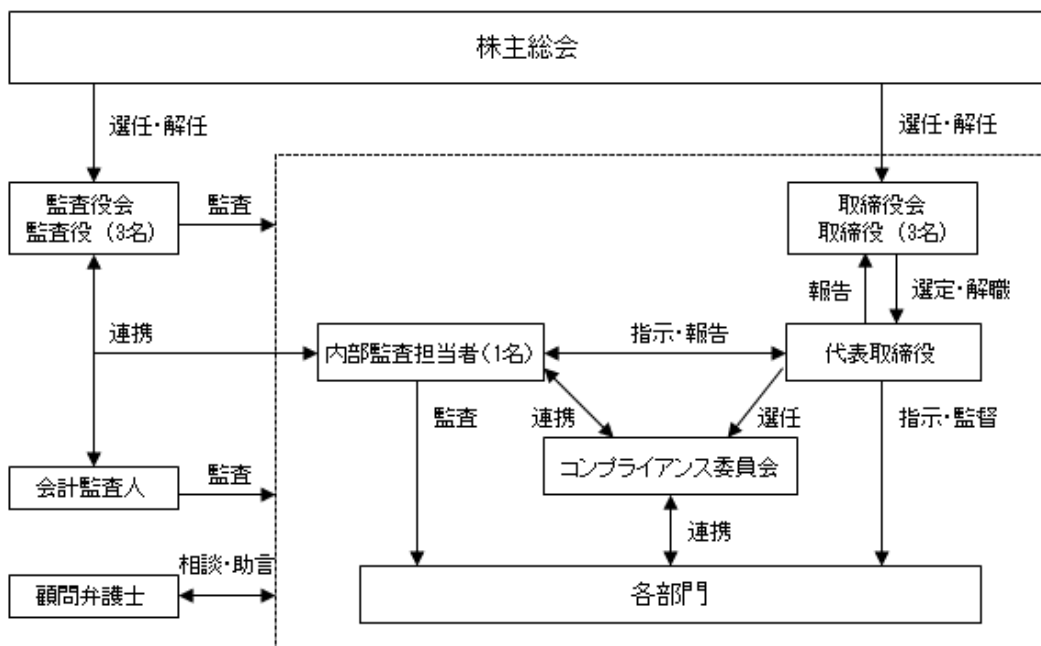 株主総会
選任・解任
選任・解任
監査役会
監査役（3名）
監査
取締役会
取締役（3名）
報告
選定・解職
連携
内部監査担当者（1名）
指示・報告
代表取締役
監査
連携
選任
指示・監督
コンプライアンス委員会
会計監査人
監査
連携
相談・助言
顧問弁護士
各部門